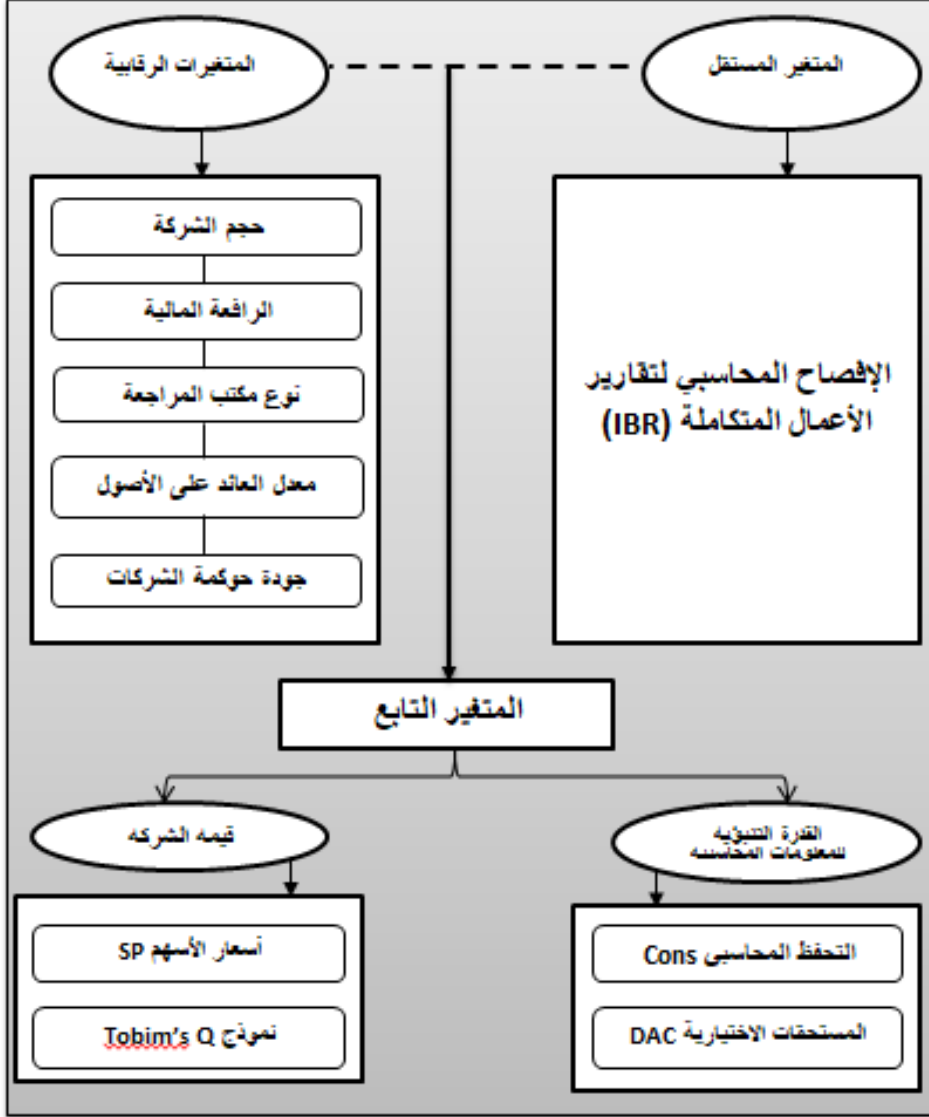 المتغير المستقل
المتغيرات الرقابية
الإفصاح المحاسبي لتقارير
الأعمال المتكاملة (IBR)
حجم الشركة
الرافعة المالية
نوع مكتب المراجعة
معدل العائد على الأصول
جودة حوكمة الشركات
المتغير التابع
القدرة التنبؤيه
للمعلومات المحاسبيه
قيمه الشركه
التحفظ المحاسبى Cons
المستحقات الاختيارية DAC
أسعار الأسهم SP
نموذج Tobim's Q